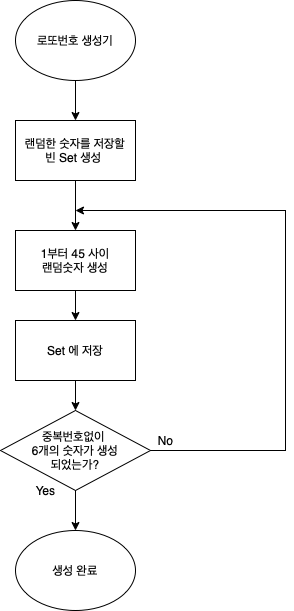 로또번호 생성기
랜덤한 숫자를 저장할
빈 Set 생성
1부터 45 사이
랜덤숫자 생성
Set 에 저장
중복번호없이
6개의 숫자가 생성
되었는가?
No
Yes
생성 완료